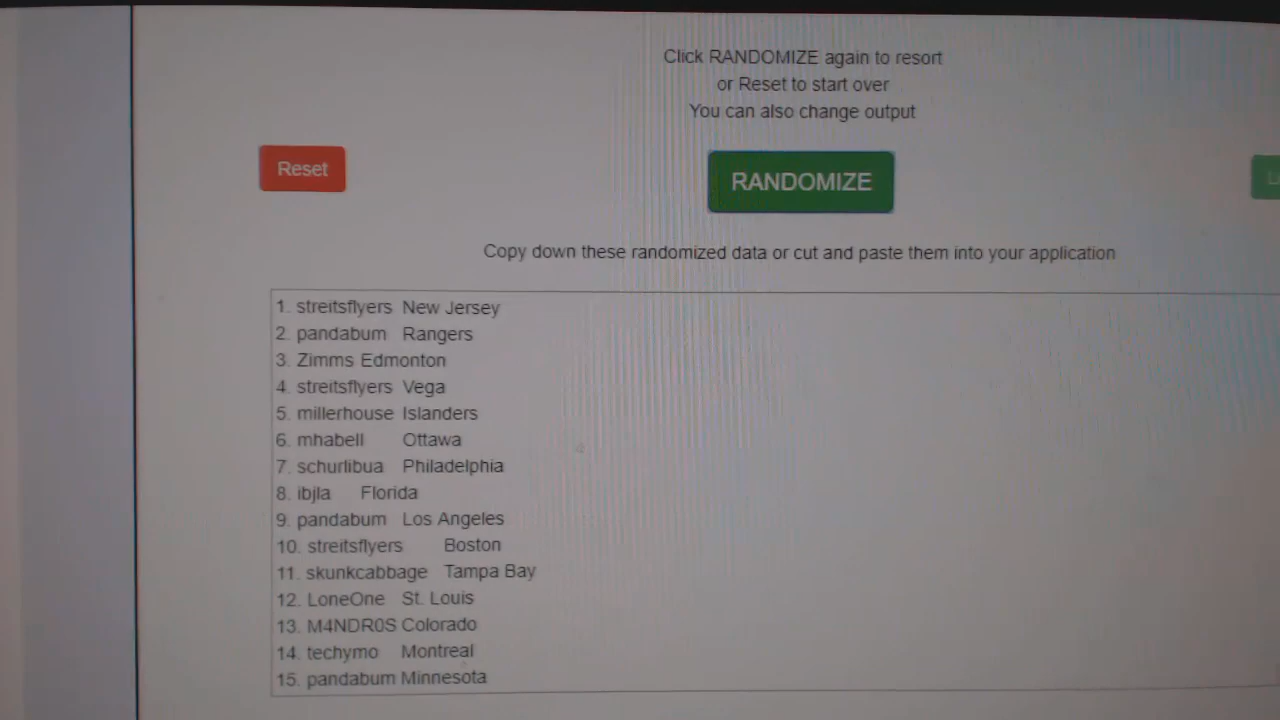 Click RANDOMIZE again to resort
or Reset to start over
You can also change output
Reset
RANDOMIZE
Copy down these randomized data or cut and paste them into your application
1. streitsflyers New Jersey
2. pandabum Rangers
3. Zimms Edmonton
4. streitsflyers Vega
5. millerhouse Islanders
6. mhabell Ottawa
7. schurlibua Philadelphia
8. ibjla Florida
9. pandabum Los Angeles
10. streitsflyers Boston
11. skunkcabbage Tampa Bay
12. LoneOne St. Louis
13. M4NDR0S Colorado
14. techymo Montreal
15. pandabum Minnesota